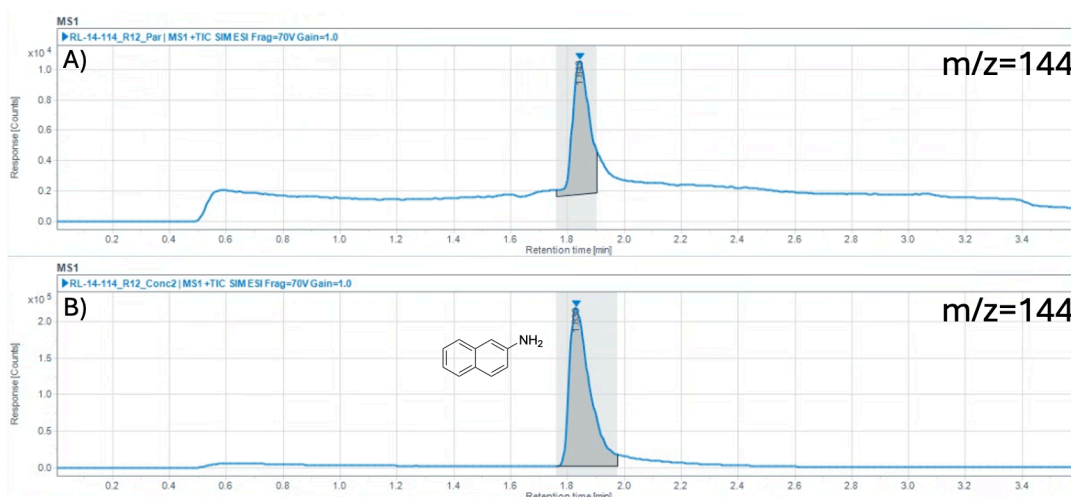 MS1
RL-14-114_R12_Par | MS1 +TIC SIM ESI Frag=70V Gain=1.0
A)
m/z=144
x10⁴
Response [Counts]
1.0
0.8
0.6
0.4
0.2
0.0
0.2 0.4 0.6 0.8 1.0 1.2 1.4 1.6 1.8 2.0 2.2 2.4 2.6 2.8 3.0 3.2 3.4
Retention time [min]
MS1
RL-14-114_R12_Conc2 | MS1 +TIC SIM ESI Frag=70V Gain=1.0
B)
m/z=144
x10⁵
Response [Counts]
2.0
1.5
1.0
0.5
0.0
NH₂
0.2 0.4 0.6 0.8 1.0 1.2 1.4 1.6 1.8 2.0 2.2 2.4 2.6 2.8 3.0 3.2 3.4
Retention time [min]